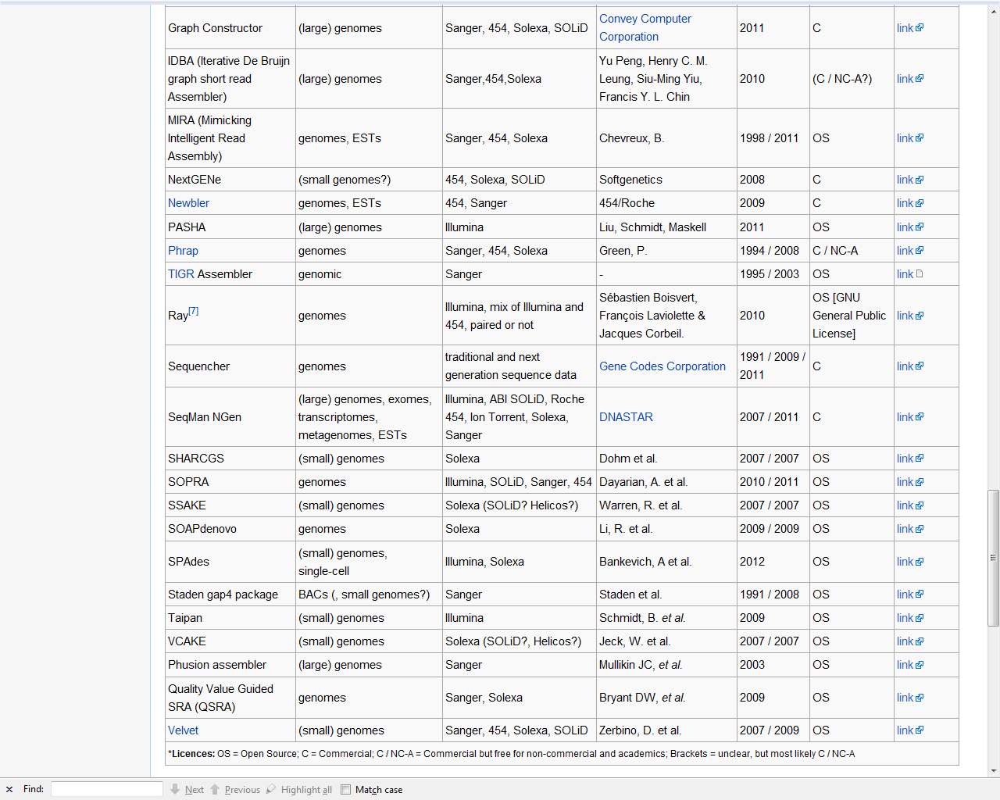 Graph Constructor (large) genomes Sanger, 454, Solexa, SOLiD Convey Computer Corporation 2011 C link
IDBA (Iterative De Bruijn graph short read Assembler) (large) genomes Sanger,454,Solexa Yu Peng, Henry C. M. Leung, Siu-Ming Yiu, Francis Y. L. Chin 2010 (C / NC-A?) link
MIRA (Mimicking Intelligent Read Assembly) genomes, ESTs Sanger, 454, Solexa Chevreux, B. 1998 / 2011 OS link
NextGENe (small genomes?) 454, Solexa, SOLiD Softgenetics 2008 C link
Newbler genomes, ESTs 454, Sanger 454/Roche 2009 C link
PASHA (large) genomes Illumina Liu, Schmidt, Maskell 2011 OS link
Phrap genomes Sanger, 454, Solexa Green, P. 1994 / 2008 C / NC-A link
TIGR Assembler genomic Sanger - 1995 / 2003 OS link
Ray[7] genomes Illumina, mix of Illumina and 454, paired or not Sébastien Boisvert, François Laviolette & Jacques Corbeil. 2010 OS [GNU General Public License] link
Sequencher genomes traditional and next generation sequence data Gene Codes Corporation 1991 / 2009 / 2011 C link
SeqMan NGen (large) genomes, exomes, transcriptomes, metagenomes, ESTs Illumina, ABI SOLiD, Roche 454, Ion Torrent, Solexa, Sanger DNASTAR 2007 / 2011 C link
SHARCGS (small) genomes Solexa Dohm et al. 2007 / 2007 OS link
SOPRA genomes Illumina, SOLiD, Sanger, 454 Dayarian, A. et al. 2010 / 2011 OS link
SSAKE (small) genomes Solexa (SOLiD? Helicos?) Warren, R. et al. 2007 / 2007 OS link
SOAPdenovo genomes Solexa Li, R. et al. 2009 / 2009 OS link
SPAdes (small) genomes, single-cell Illumina, Solexa Bankevich, A et al. 2012 OS link
Staden gap4 package BACs (, small genomes?) Sanger Staden et al. 1991 / 2008 OS link
Taipan (small) genomes Illumina Schmidt, B. et al. 2009 OS link
VCAKE (small) genomes Solexa (SOLiD?, Helicos?) Jeck, W. et al. 2007 / 2007 OS link
Phusion assembler (large) genomes Sanger Mullikin JC, et al. 2003 OS link
Quality Value Guided SRA (QSRA) genomes Sanger, Solexa Bryant DW, et al. 2009 OS link
Velvet (small) genomes Sanger, 454, Solexa, SOLiD Zerbino, D. et al. 2007 / 2009 OS link
*Licences: OS = Open Source; C = Commercial; C / NC-A = Commercial but free for non-commercial and academics; Brackets = unclear, but most likely C / NC-A
Find: Next Previous Highlight all Match case